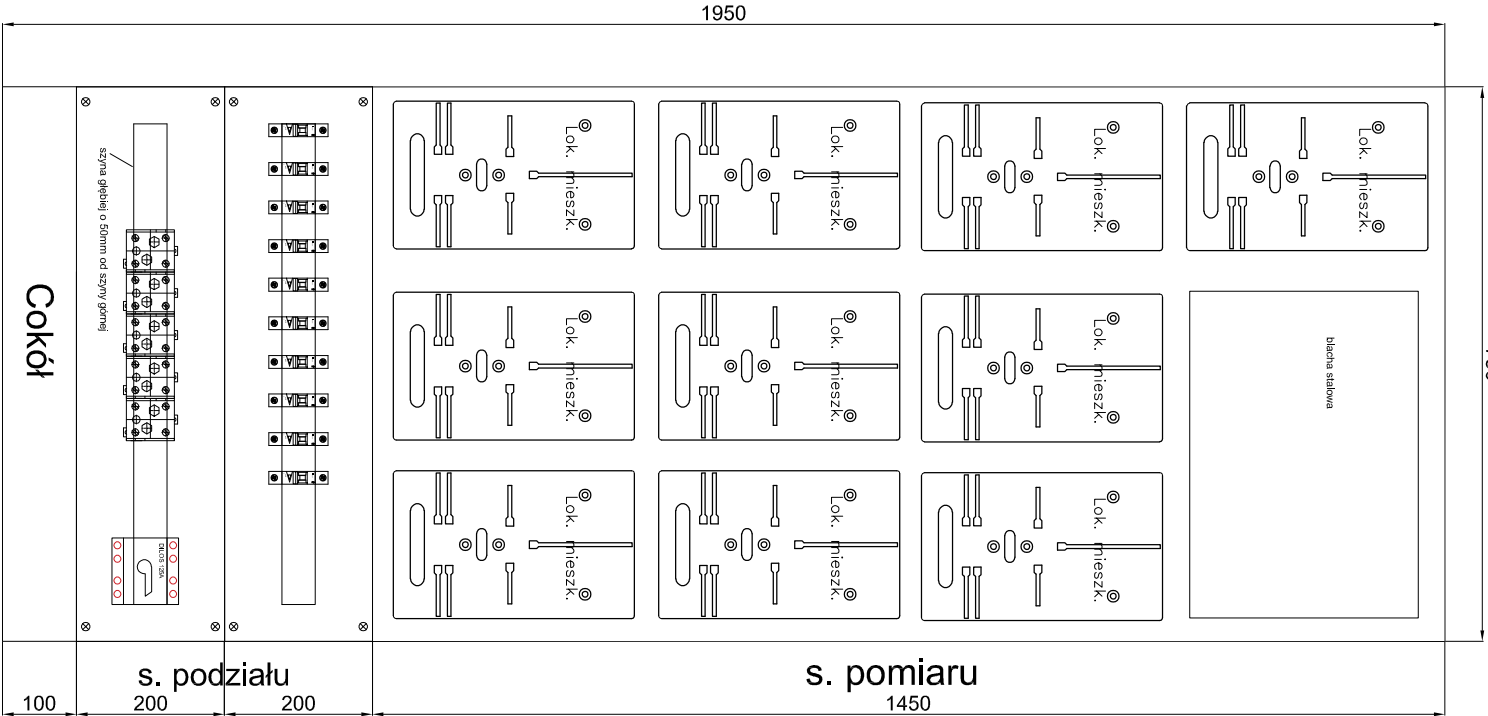 1950
Cokół
szyna głębiej o 50mm od szyny górnej
DILOS 125A
Lok. mieszk.
Lok. mieszk.
Lok. mieszk.
Lok. mieszk.
Lok. mieszk.
Lok. mieszk.
Lok. mieszk.
blacha stalowa
Lok. mieszk.
Lok. mieszk.
Lok. mieszk.
s. podziału
s. pomiaru
100
200
200
1450